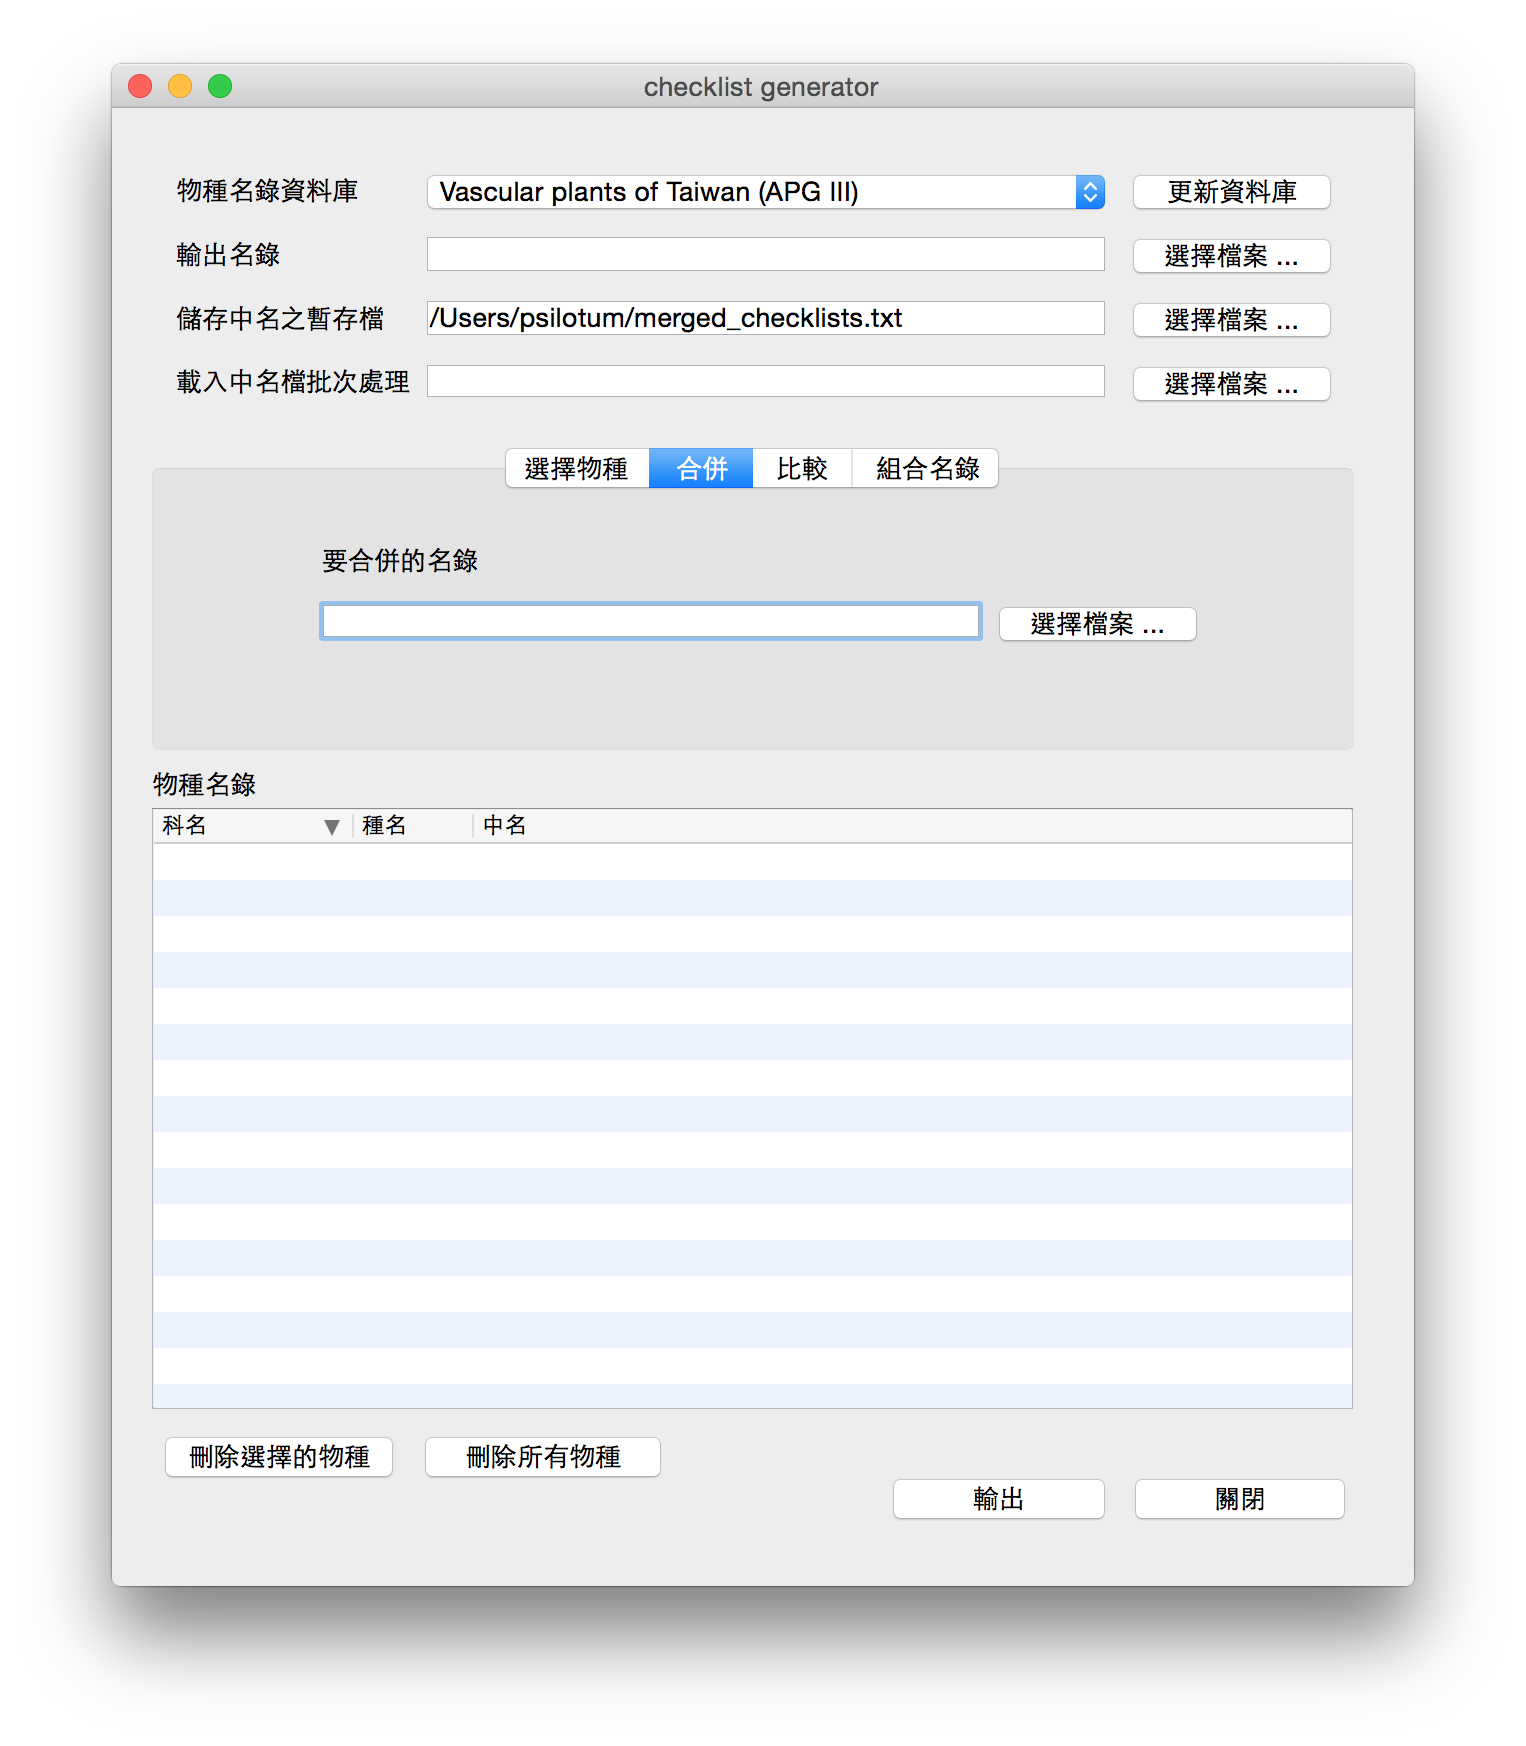 checklist generator
物種名錄資料庫 Vascular plants of Taiwan (APG III) 更新資料庫
輸出名錄 選擇檔案 ...
儲存中名之暫存檔 /Users/psilotum/merged_checklists.txt 選擇檔案 ...
載入中名檔批次處理 選擇檔案 ...
選擇物種 合併 比較 組合名錄
要合併的名錄
選擇檔案 ...
物種名錄
科名 種名 中名
刪除選擇的物種 刪除所有物種
輸出 關閉